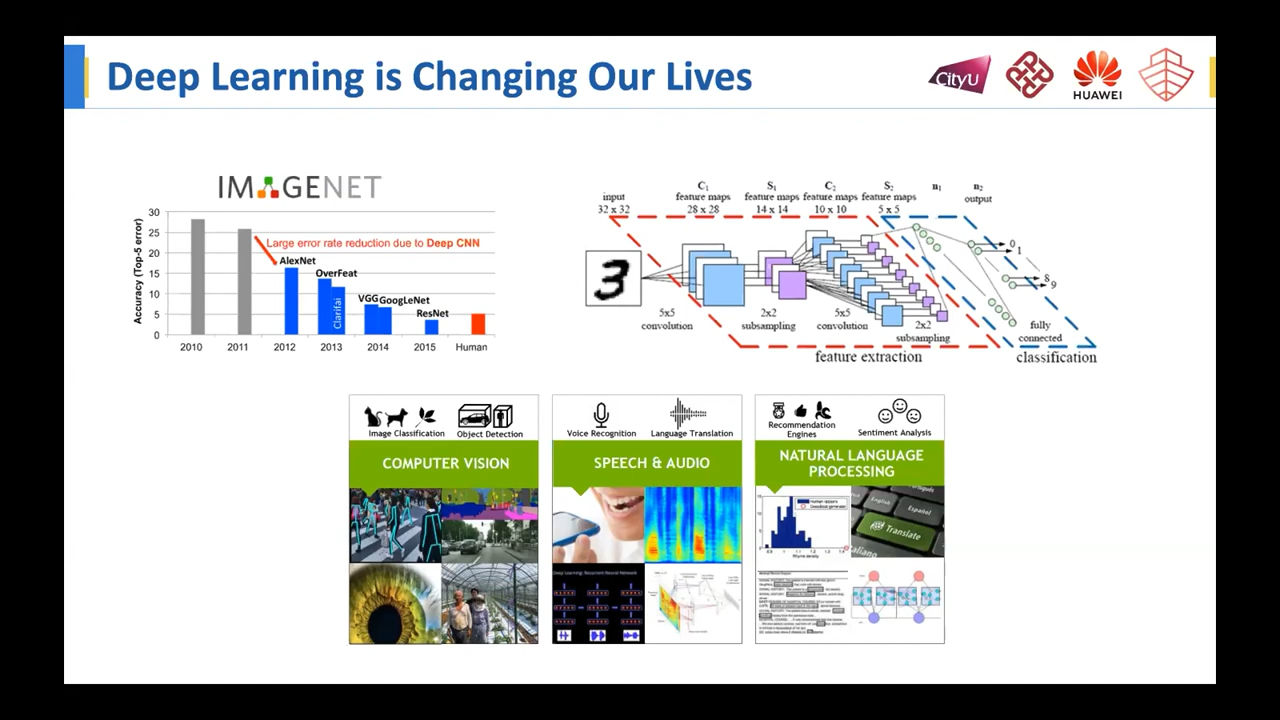 Deep Learning is Changing Our Lives
CityU
HUAWEI
IMAGENET
Accuracy (Top-5 error)
30
25
20
15
10
5
0
Large error rate reduction due to Deep CNN
AlexNet
OverFeat
Clarifai
VGG
GoogLeNet
ResNet
2010
2011
2012
2013
2014
2015
Human
input
32 x 32
C1
feature maps
28 x 28
S1
feature maps
14 x 14
C2
feature maps
10 x 10
S2
feature maps
5 x 5
n1
n2
output
3
0
1
8
9
5x5
convolution
2x2
subsampling
5x5
convolution
2x2
subsampling
fully
connected
feature extraction
classification
Image Classification
Object Detection
COMPUTER VISION
Voice Recognition
Language Translation
SPEECH & AUDIO
Deep Learning: Recurrent Neural Network
Recommendation
Engines
Sentiment Analysis
NATURAL LANGUAGE
PROCESSING
English
Español
Translate